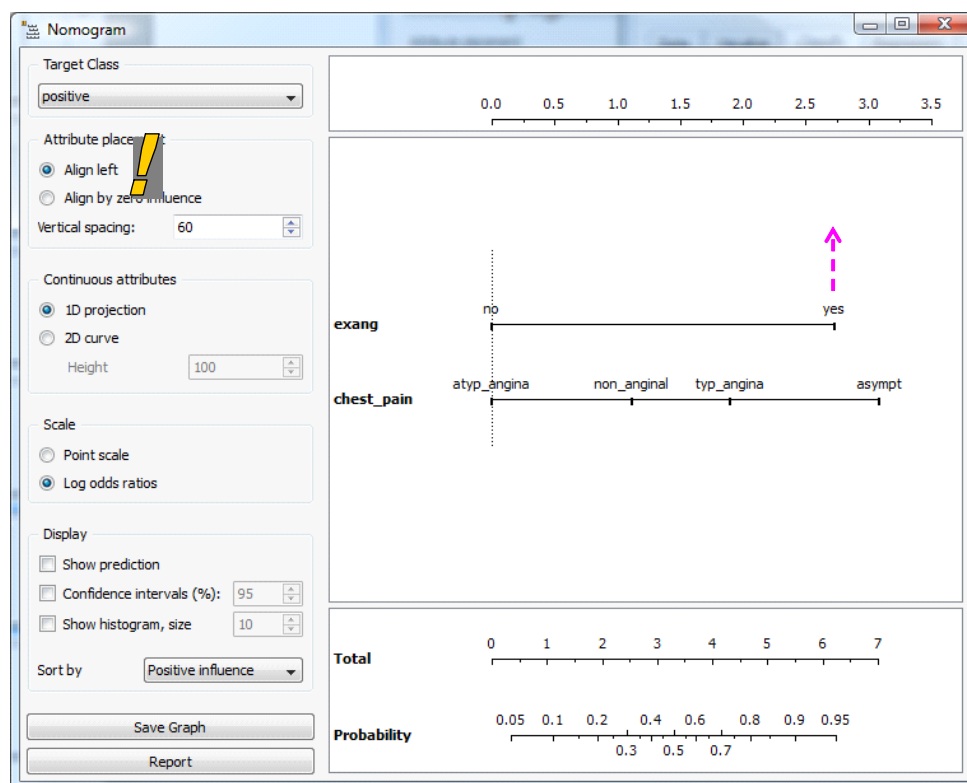 Nomogram
Target Class
positive
Attribute place
Align left
Align by zero influence
Vertical spacing: 60
Continuous attributes
1D projection
2D curve
Height 100
Scale
Point scale
Log odds ratios
Display
Show prediction
Confidence intervals (%): 95
Show histogram, size 10
Sort by Positive influence
Save Graph
Report
0.0 0.5 1.0 1.5 2.0 2.5 3.0 3.5
no yes
exang
atyp_angina non_anginal typ_angina asympt
chest_pain
0 1 2 3 4 5 6 7
Total
0.05 0.1 0.2 0.4 0.6 0.8 0.9 0.95
Probability
0.3 0.5 0.7